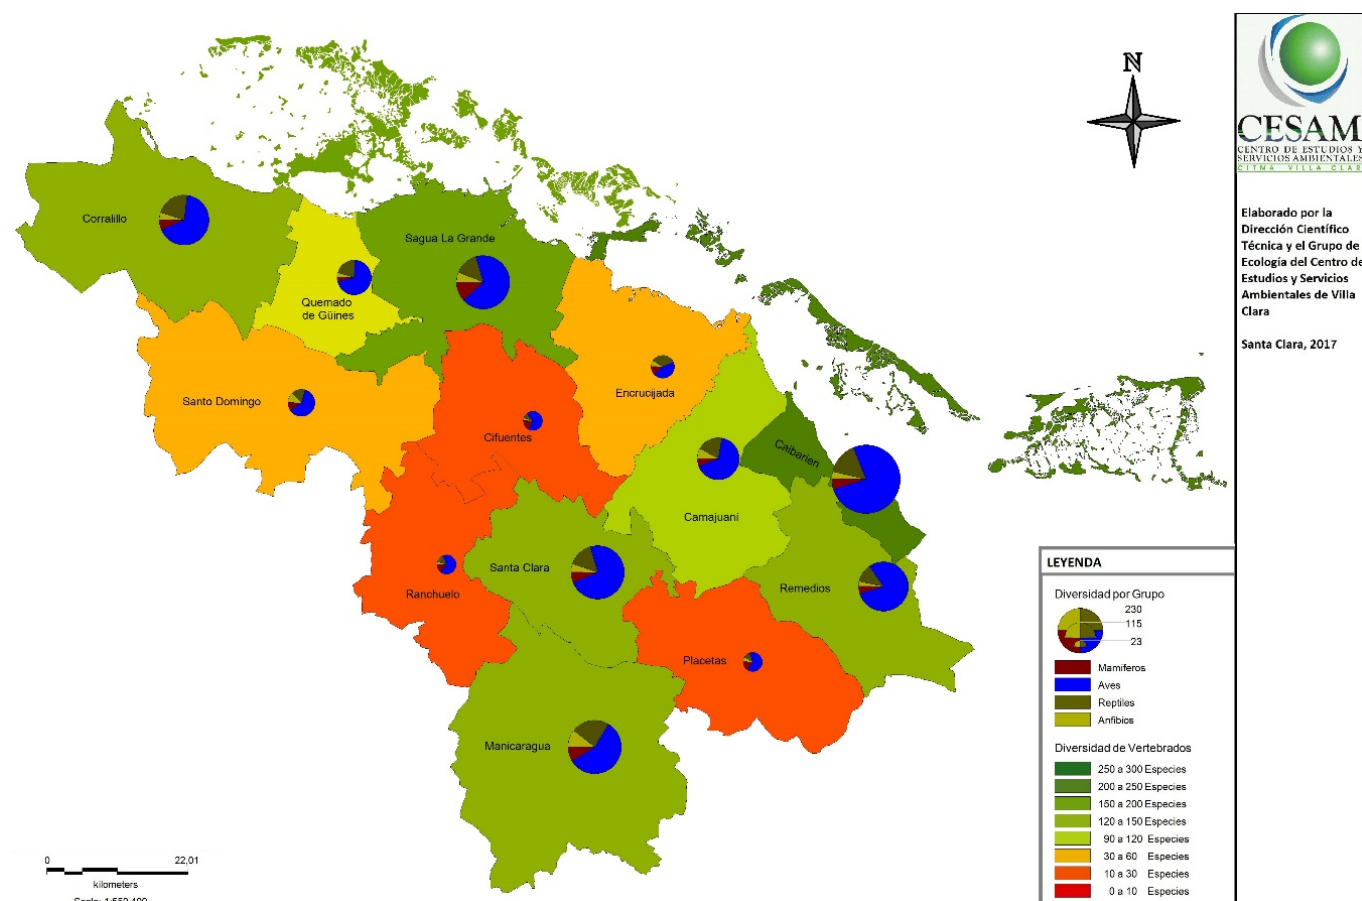 N
CESAM
CENTRO DE ESTUDIOS Y
SERVICIOS AMBIENTALES
CITMA VILLA CLARA
Elaborado por la
Dirección Científico
Técnica y el Grupo de
Ecología del Centro de
Estudios y Servicios
Ambientales de Villa
Clara
Santa Clara, 2017
Corralillo
Sagua La Grande
Quemado
de Güines
Santo Domingo
Encrucijada
Cifuentes
Caibarien
Camajuaní
Santa Clara
Ranchuelo
Remedios
Placetas
Manicaragua
LEYENDA
Diversidad por Grupo
230
115
23
Mamíferos
Aves
Reptiles
Anfibios
Diversidad de Vertebrados
250 a 300 Especies
200 a 250 Especies
150 a 200 Especies
120 a 150 Especies
90 a 120 Especies
30 a 60 Especies
10 a 30 Especies
0 a 10 Especies
0 22,01
kilometers